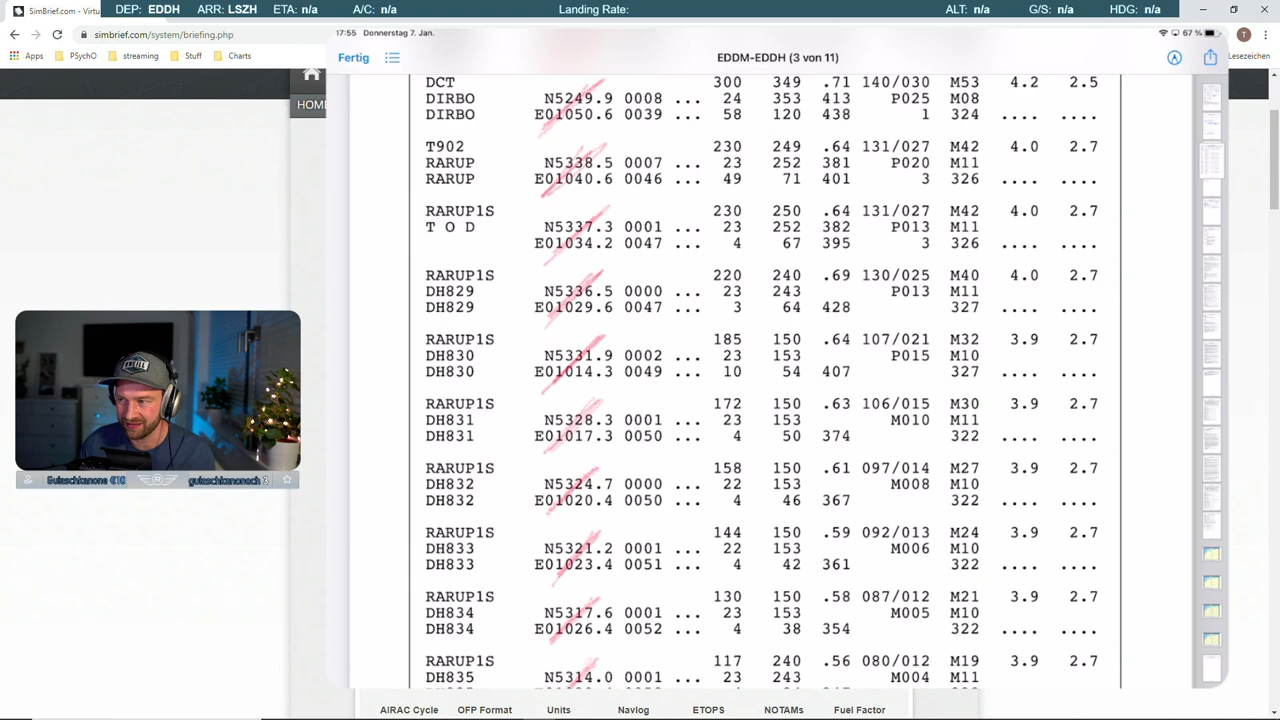 SimBrief.com - Virtu
DEP: EDDH ARR: LSZH ETA: n/a A/C: n/a Landing Rate: ALT: n/a G/S: n/a HDG: n/a
simbrief.com/system/briefing.php
Apps PSychO streaming Stuff Charts
Lesezeichen
T
HOME
17:55 Donnerstag 7. Jan. 67 %
Fertig EDDM-EDDH (3 von 11)
DCT 300 349 .71 140/030 M53 4.2 2.5
DIRBO N5249.9 0008 ... 24 353 413 P025 M08
DIRBO E01050.6 0039 ... 58 120 438 1 324 .... ....
T902 230 249 .64 131/027 M42 4.0 2.7
RARUP N5338.5 0007 ... 23 252 381 P020 M11
RARUP E01040.6 0046 ... 49 71 401 3 326 .... ....
RARUP1S 230 250 .64 131/027 M42 4.0 2.7
T O D N5337.3 0001 ... 23 252 382 P013 M11
E01034.2 0047 ... 4 67 395 3 326 .... ....
RARUP1S 220 240 .69 130/025 M40 4.0 2.7
DH829 N5336.5 0000 ... 23 243 P013 M11
DH829 E01029.6 0047 ... 3 64 428 327 .... ....
RARUP1S 185 150 .64 107/021 M32 3.9 2.7
DH830 N5331.9 0002 ... 23 153 P015 M10
DH830 E01014.3 0049 ... 10 54 407 327 .... ....
RARUP1S 172 150 .63 106/015 M30 3.9 2.7
DH831 N5328.3 0001 ... 23 153 M010 M11
DH831 E01017.3 0050 ... 4 50 374 322 .... ....
RARUP1S 158 150 .61 097/014 M27 3.9 2.7
DH832 N5324.7 0000 ... 22 153 M008 M10
DH832 E01020.4 0050 ... 4 46 367 322 .... ....
RARUP1S 144 150 .59 092/013 M24 3.9 2.7
DH833 N5321.2 0001 ... 22 153 M006 M10
DH833 E01023.4 0051 ... 4 42 361 322 .... ....
RARUP1S 130 150 .58 087/012 M21 3.9 2.7
DH834 N5317.6 0001 ... 23 153 M005 M10
DH834 E01026.4 0052 ... 4 38 354 322 .... ....
RARUP1S 117 240 .56 080/012 M19 3.9 2.7
DH835 N5314.0 0001 ... 23 243 M004 M11
AIRAC Cycle OFP Format Units Navlog ETOPS NOTAMs Fuel Factor